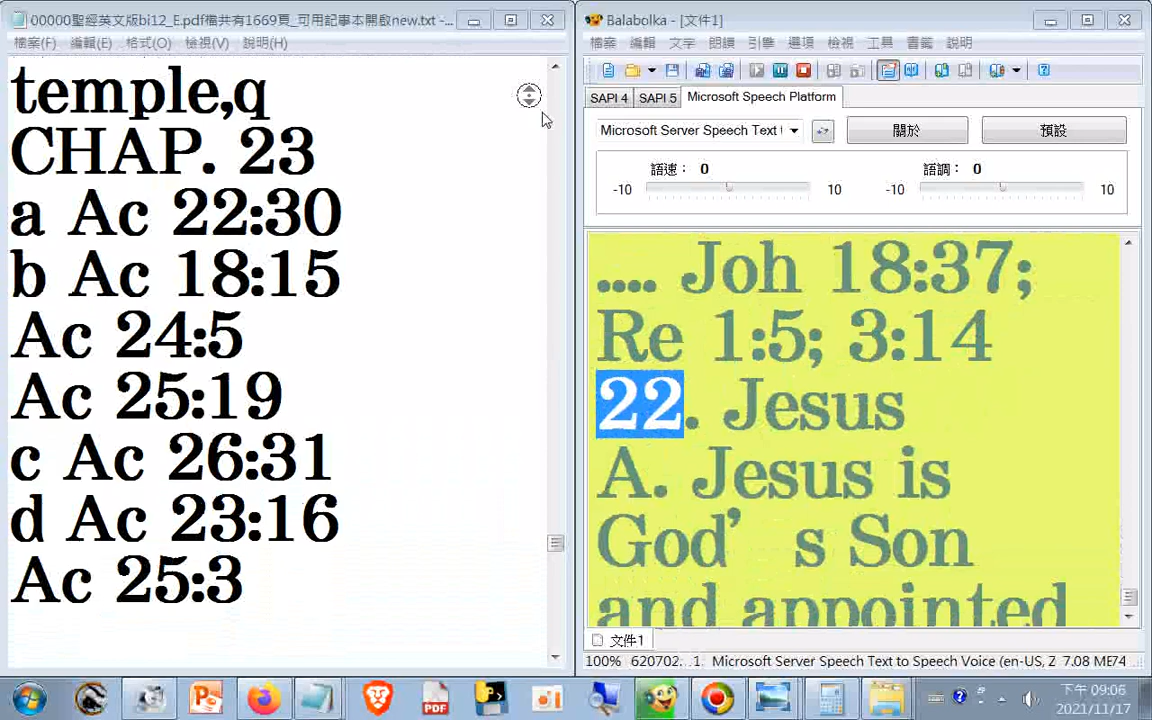 00000聖經英文版bi12_E.pdf檔共有1669頁_可用記事本開啟new.txt -...
檔案(F) 編輯(E) 格式(O) 檢視(V) 說明(H)
temple,q
CHAP. 23
a Ac 22:30
b Ac 18:15
Ac 24:5
Ac 25:19
c Ac 26:31
d Ac 23:16
Ac 25:3
Balabolka - [文件1]
檔案 編輯 文字 朗讀 引擎 選項 檢視 工具 書籤 說明
SAPI 4 SAPI 5 Microsoft Speech Platform
Microsoft Server Speech Text t 關於 預設
語速： 0 語調： 0
-10 10 -10 10
.... Joh 18:37;
Re 1:5; 3:14
22. Jesus
A. Jesus is
God’s Son
and appointed
文件1
100% 620702... 1. Microsoft Server Speech Text to Speech Voice (en-US, Z 7.08 ME74
PDF
下午 09:06
2021/11/17